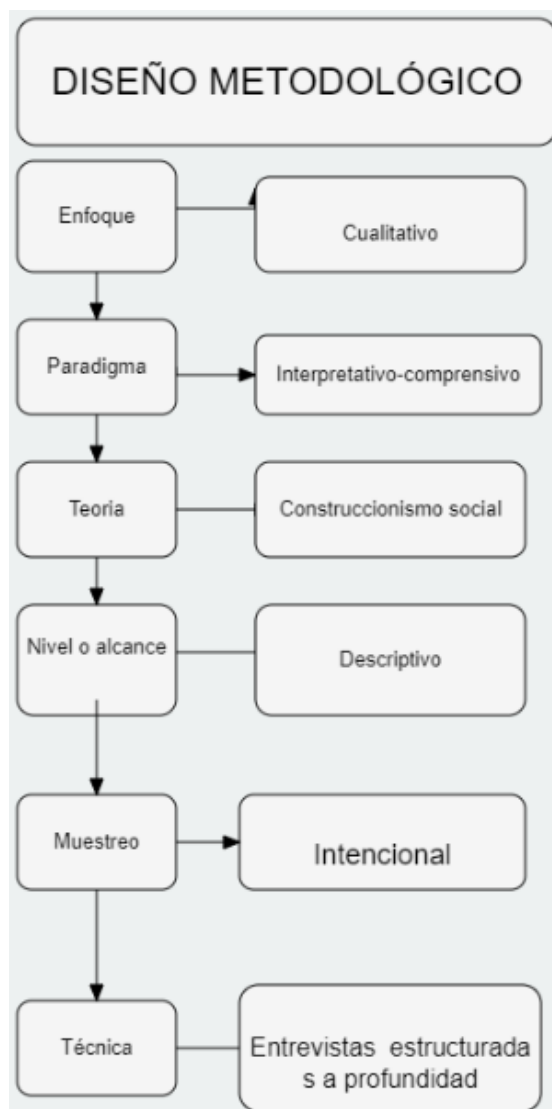 DISEÑO METODOLÓGICO
Enfoque
Cualitativo
Paradigma
Interpretativo-comprensivo
Teoria
Construccionismo social
Nivel o alcance
Descriptivo
Muestreo
Intencional
Técnica
Entrevistas estructurada
s a profundidad